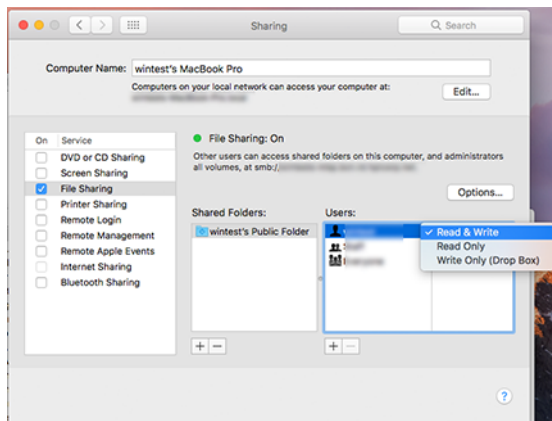 Sharing
Search
Computer Name:
wintest's MacBook Pro
Computers on your local network can access your computer at:
Edit...
On
Service
DVD or CD Sharing
Screen Sharing
File Sharing
Printer Sharing
Remote Login
Remote Management
Remote Apple Events
Internet Sharing
Bluetooth Sharing
File Sharing: On
Other users can access shared folders on this computer, and administrators
all volumes, at smb:/
Options...
Shared Folders:
wintest's Public Folder
Users:
Read & Write
Read Only
Write Only (Drop Box)
+ −
+ −
?